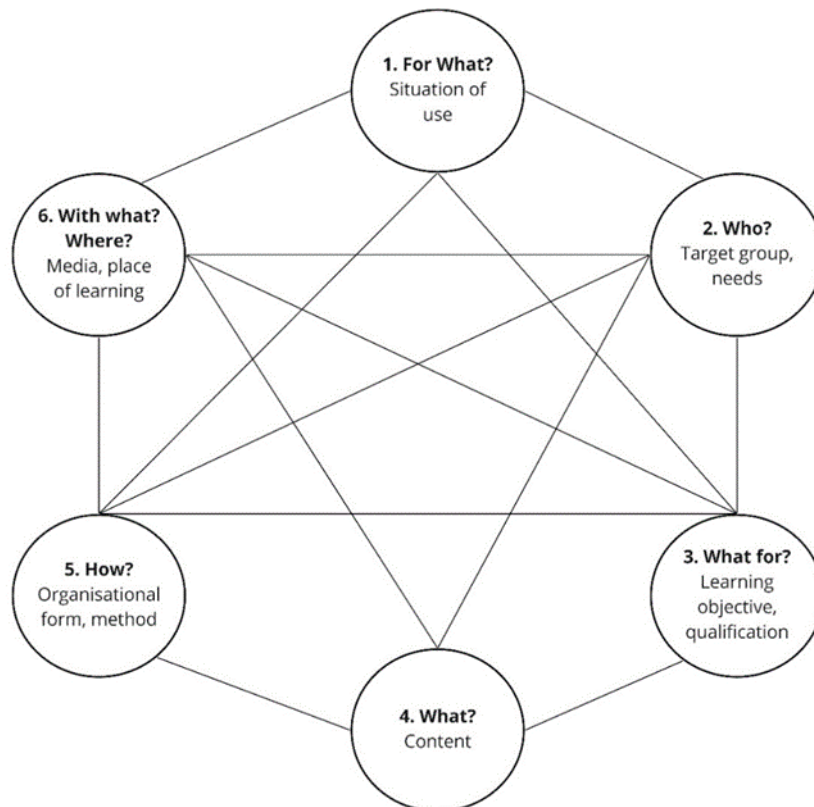 1. For What?
Situation of
use
2. Who?
Target group,
needs
3. What for?
Learning
objective,
qualification
4. What?
Content
5. How?
Organisational
form, method
6. With what?
Where?
Media, place
of learning